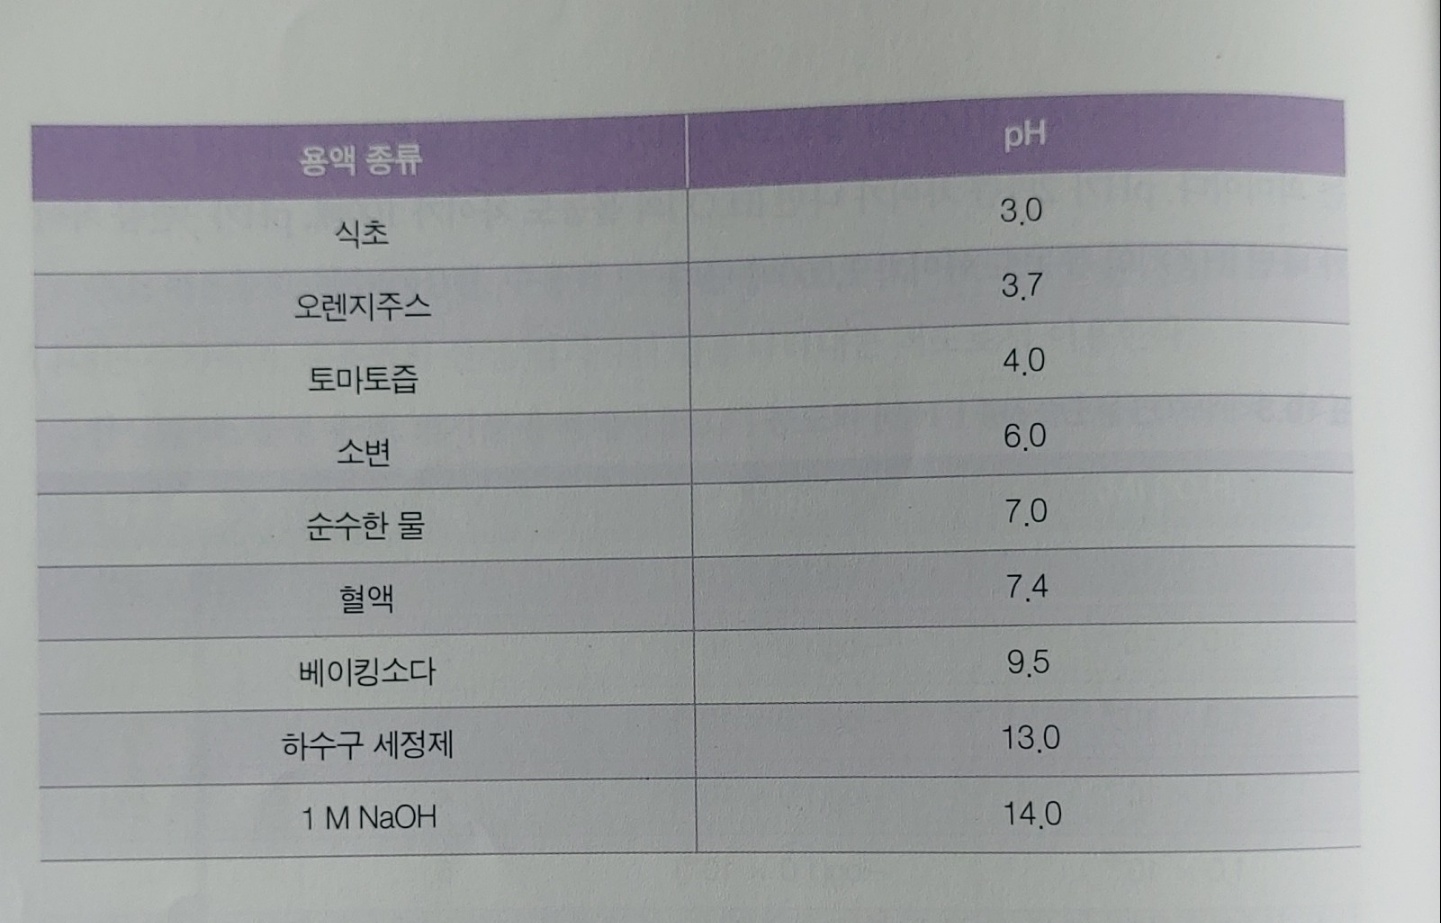 용액 종류 pH
식초 3.0
오렌지주스 3.7
토마토즙 4.0
소변 6.0
순수한 물 7.0
혈액 7.4
베이킹소다 9.5
하수구 세정제 13.0
1 M NaOH 14.0